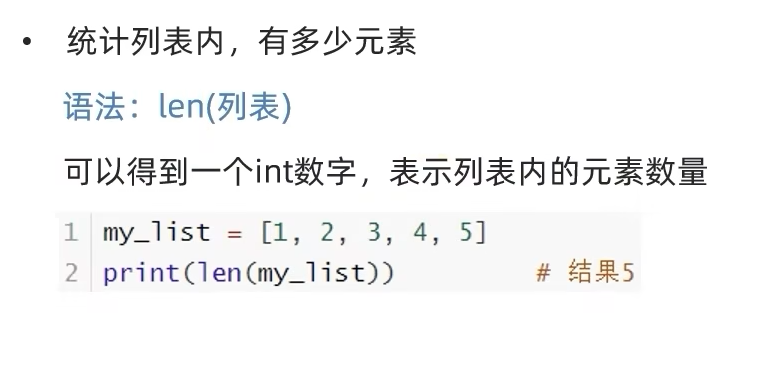 • 统计列表内，有多少元素
语法：len(列表)
可以得到一个int数字，表示列表内的元素数量
1 my_list = [1, 2, 3, 4, 5]
2 print(len(my_list)) # 结果5